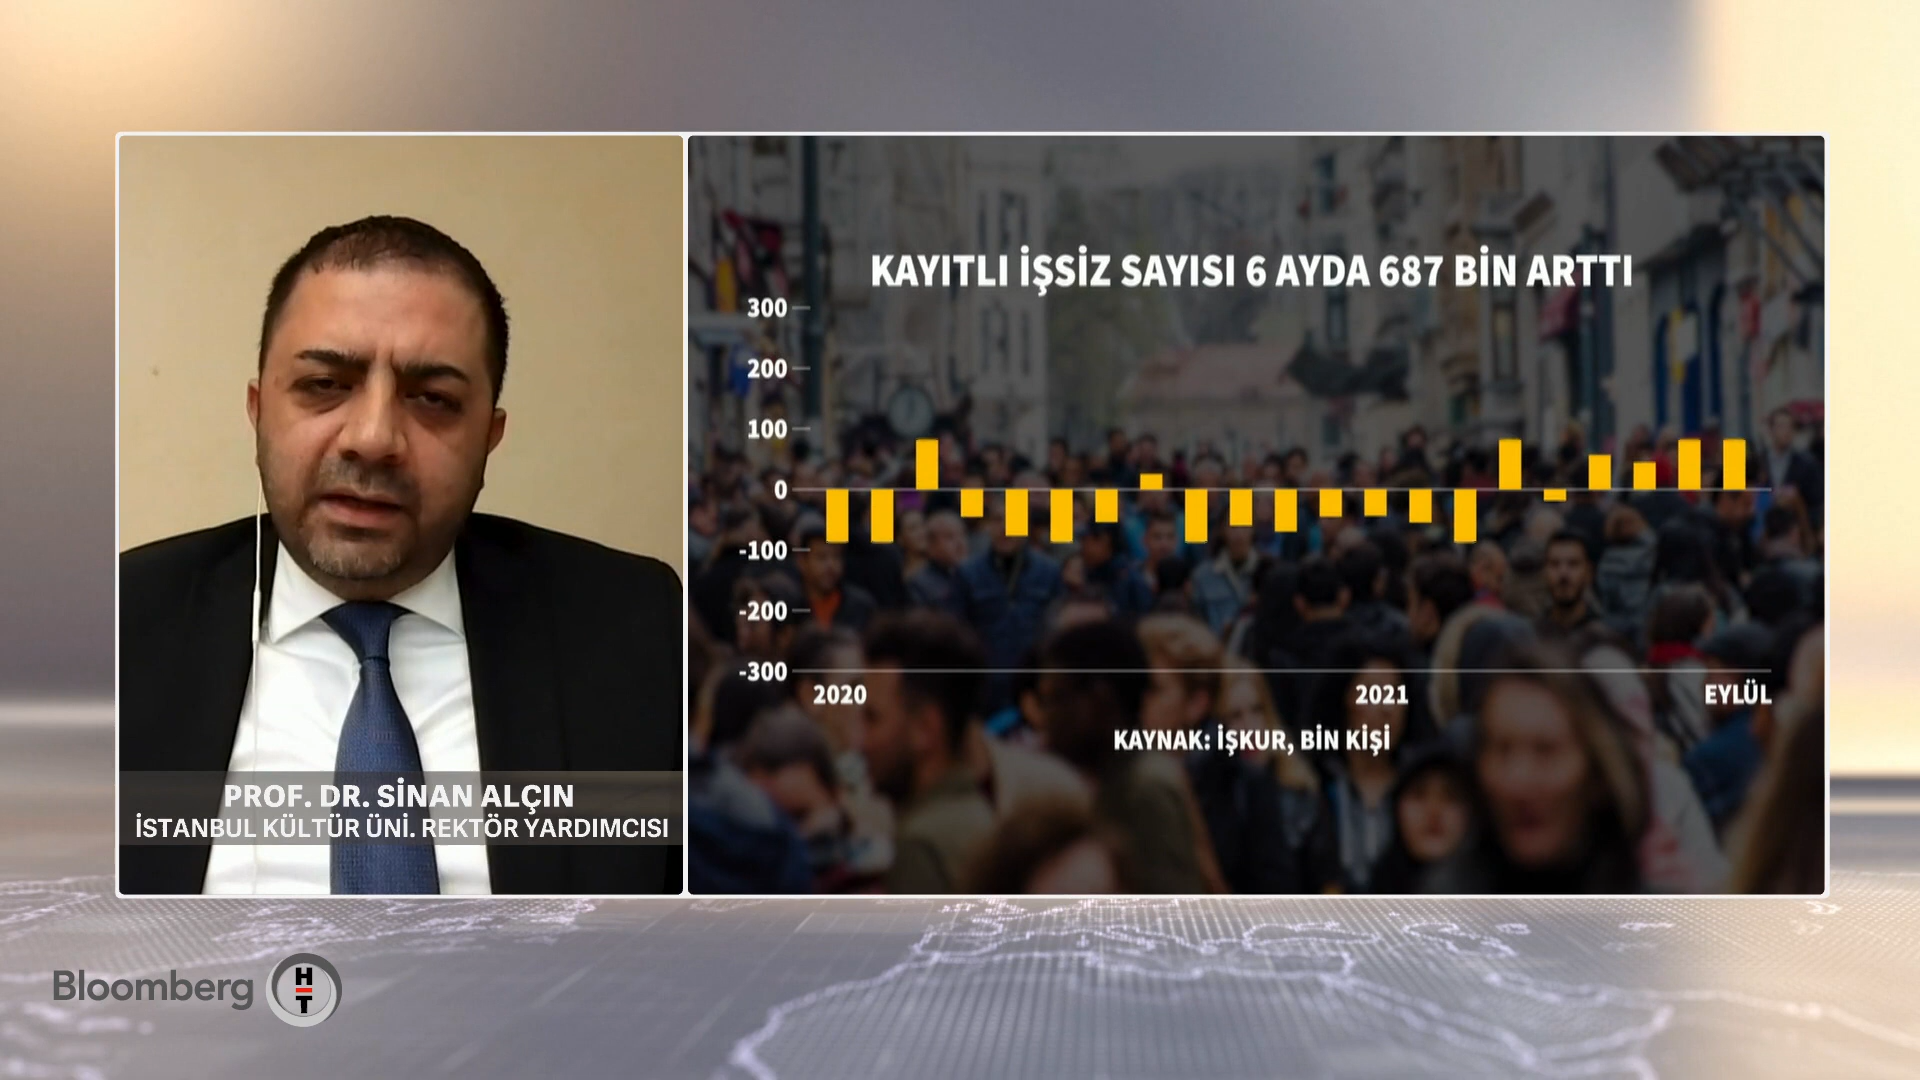 KAYITLI İŞSİZ SAYISI 6 AYDA 687 BİN ARTTI
300
200
100
0
-100
-200
-300
2020
2021
EYLÜL
KAYNAK: İŞKUR, BİN KİŞİ
PROF. DR. SİNAN ALÇIN
İSTANBUL KÜLTÜR ÜNİ. REKTÖR YARDIMCISI
Bloomberg HT